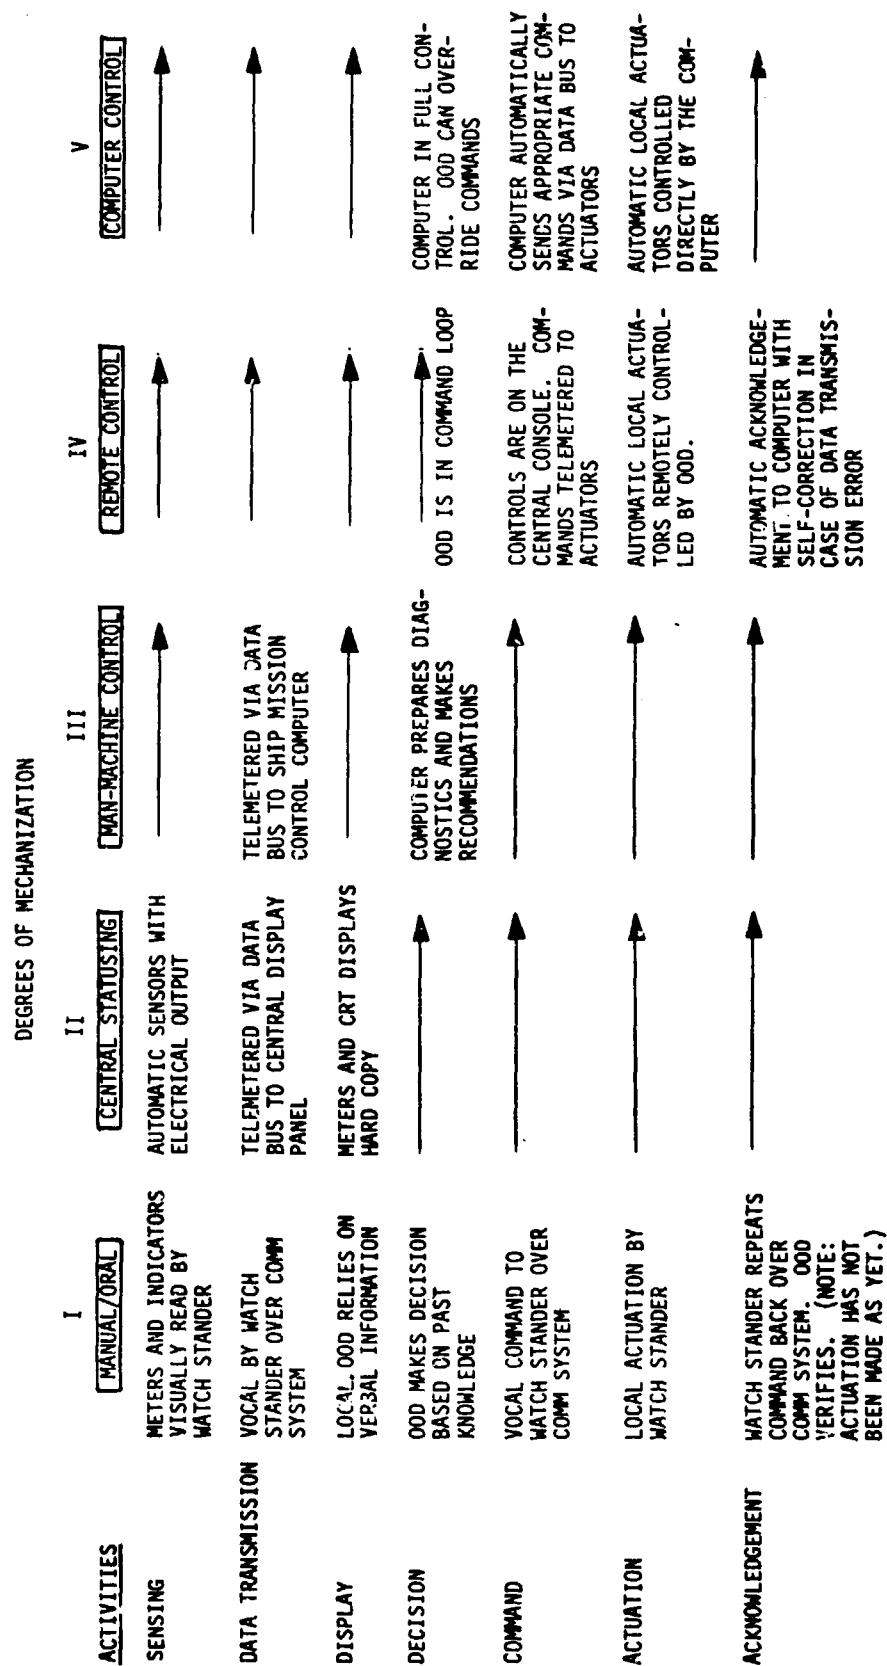 DEGREES OF MECHANIZATION
I II III IV V
ACTIVITIES MANUAL/ORAL CENTRAL STATUSING MAN-MACHINE CONTROL REMOTE CONTROL COMPUTER CONTROL
SENSING
METERS AND INDICATORS
VISUALLY READ BY
WATCH STANDER
AUTOMATIC SENSORS WITH
ELECTRICAL OUTPUT
DATA TRANSMISSION
VOCAL BY WATCH
STANDER OVER COMM
SYSTEM
TELEMETERED VIA DATA
BUS TO CENTRAL DISPLAY
PANEL
TELEMETERED VIA DATA
BUS TO SHIP MISSION
CONTROL COMPUTER
DISPLAY
LOCAL OOD RELIES ON
VERBAL INFORMATION
METERS AND CRT DISPLAYS
HARD COPY
DECISION
OOD MAKES DECISION
BASED ON PAST
KNOWLEDGE
COMPUTER PREPARES DIAG-
NOSTICS AND MAKES
RECOMMENDATIONS
OOD IS IN COMMAND LOOP
COMPUTER IN FULL CON-
TROL. OOD CAN OVER-
RIDE COMMANDS
COMMAND
VOCAL COMMAND TO
WATCH STANDER OVER
COMM SYSTEM
CONTROLS ARE ON THE
CENTRAL CONSOLE. COM-
MANDS TELEMETERED TO
ACTUATORS
COMPUTER AUTOMATICALLY
SENDS APPROPRIATE COM-
MANDS VIA DATA BUS TO
ACTUATORS
ACTUATION
LOCAL ACTUATION BY
WATCH STANDER
AUTOMATIC LOCAL ACTUA-
TORS REMOTELY CONTROL-
LED BY OOD.
AUTOMATIC LOCAL ACTUA-
TORS CONTROLLED
DIRECTLY BY THE COM-
PUTER
ACKNOWLEDGEMENT
WATCH STANDER REPEATS
COMMAND BACK OVER
COMM SYSTEM. OOD
VERIFIES. (NOTE:
ACTUATION HAS NOT
BEEN MADE AS YET.)
AUTOMATIC ACKNOWLEDGE-
MENT TO COMPUTER WITH
SELF-CORRECTION IN
CASE OF DATA TRANSMIS-
SION ERROR